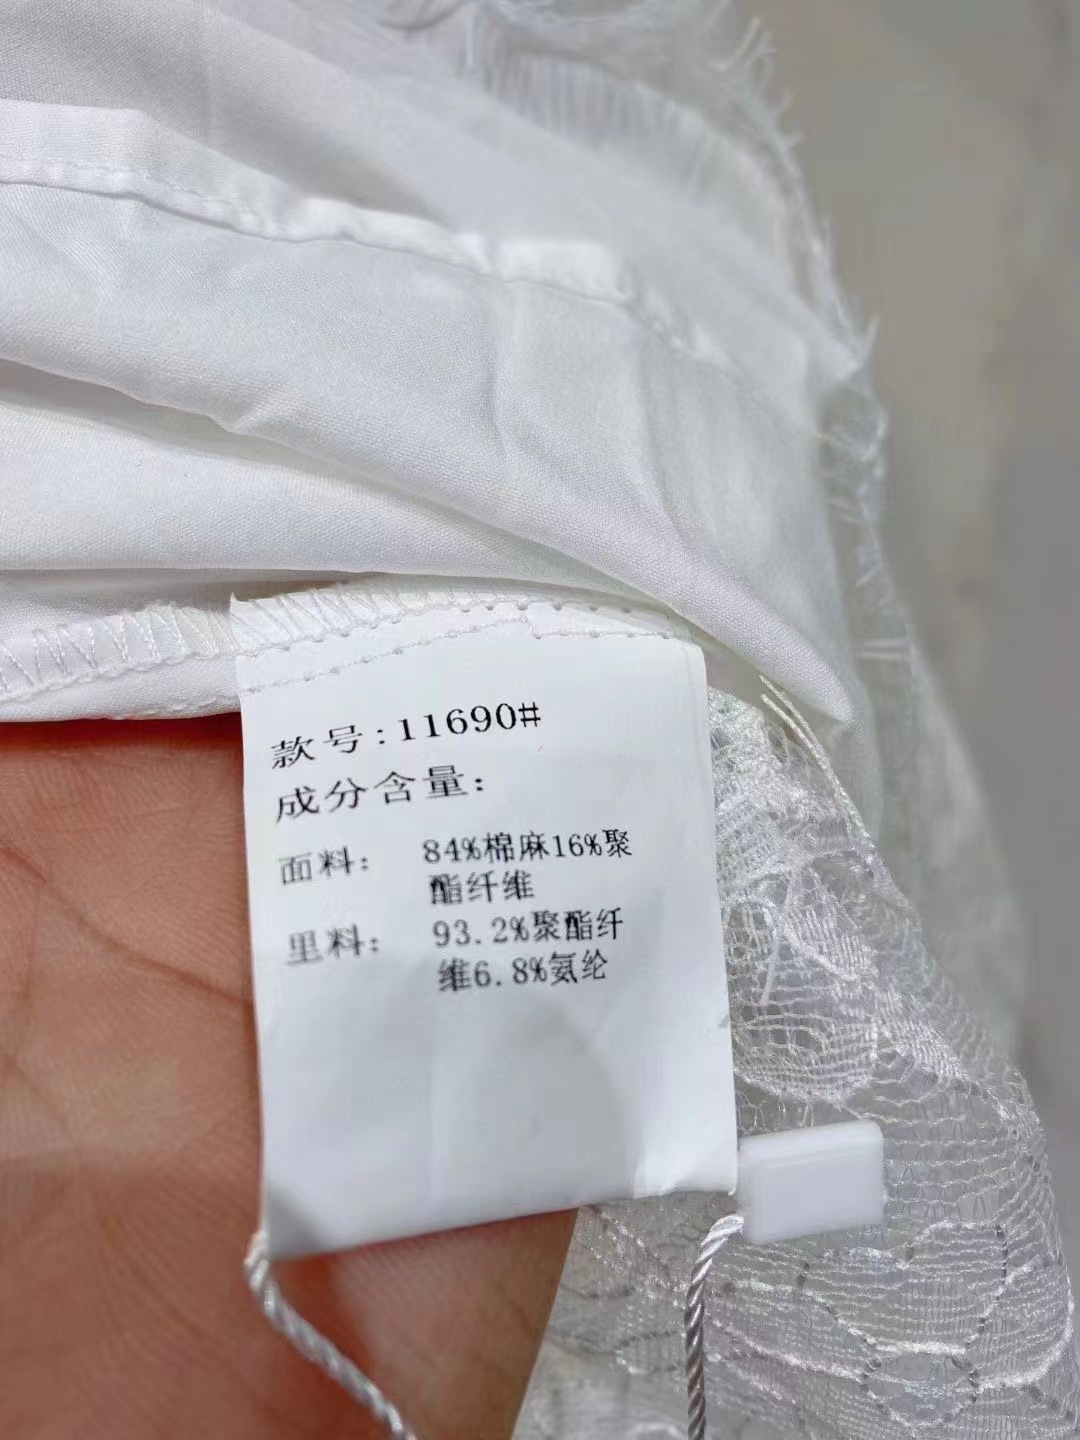 款号:11690#
成分含量:
面料: 84%棉麻16%聚
酯纤维
里料: 93.2%聚酯纤
维6.8%氨纶